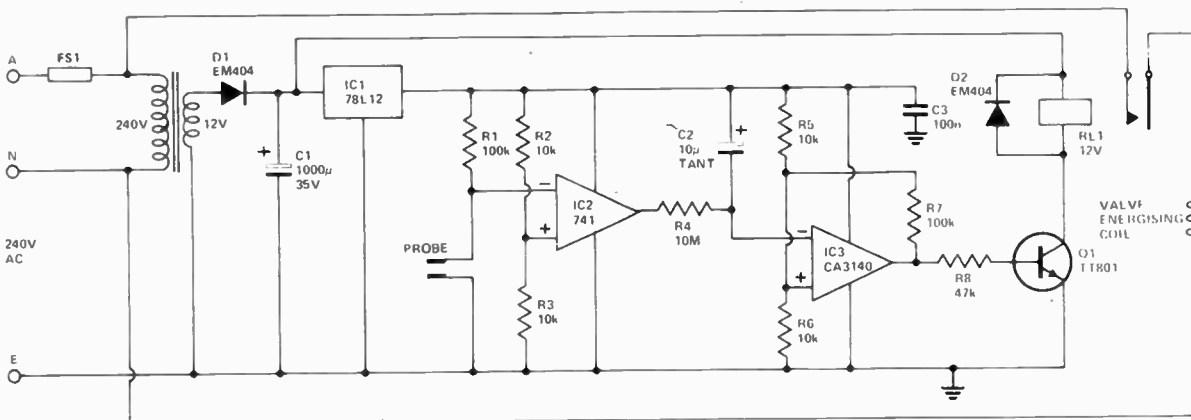 A
FS1
D1
EM404
IC1
78L12
D2
EM404
240V
12V
+
C1
1000µ
35V
R1
100k
R2
10k
C2
10µ
TANT
+
R5
10k
C3
100n
RL1
12V
N
−
IC2
741
+
R4
10M
R7
100k
VALVE
ENERGISING
COIL
240V
AC
PROBE
R3
10k
−
IC3
CA3140
+
R8
47k
Q1
TT801
R6
10k
E